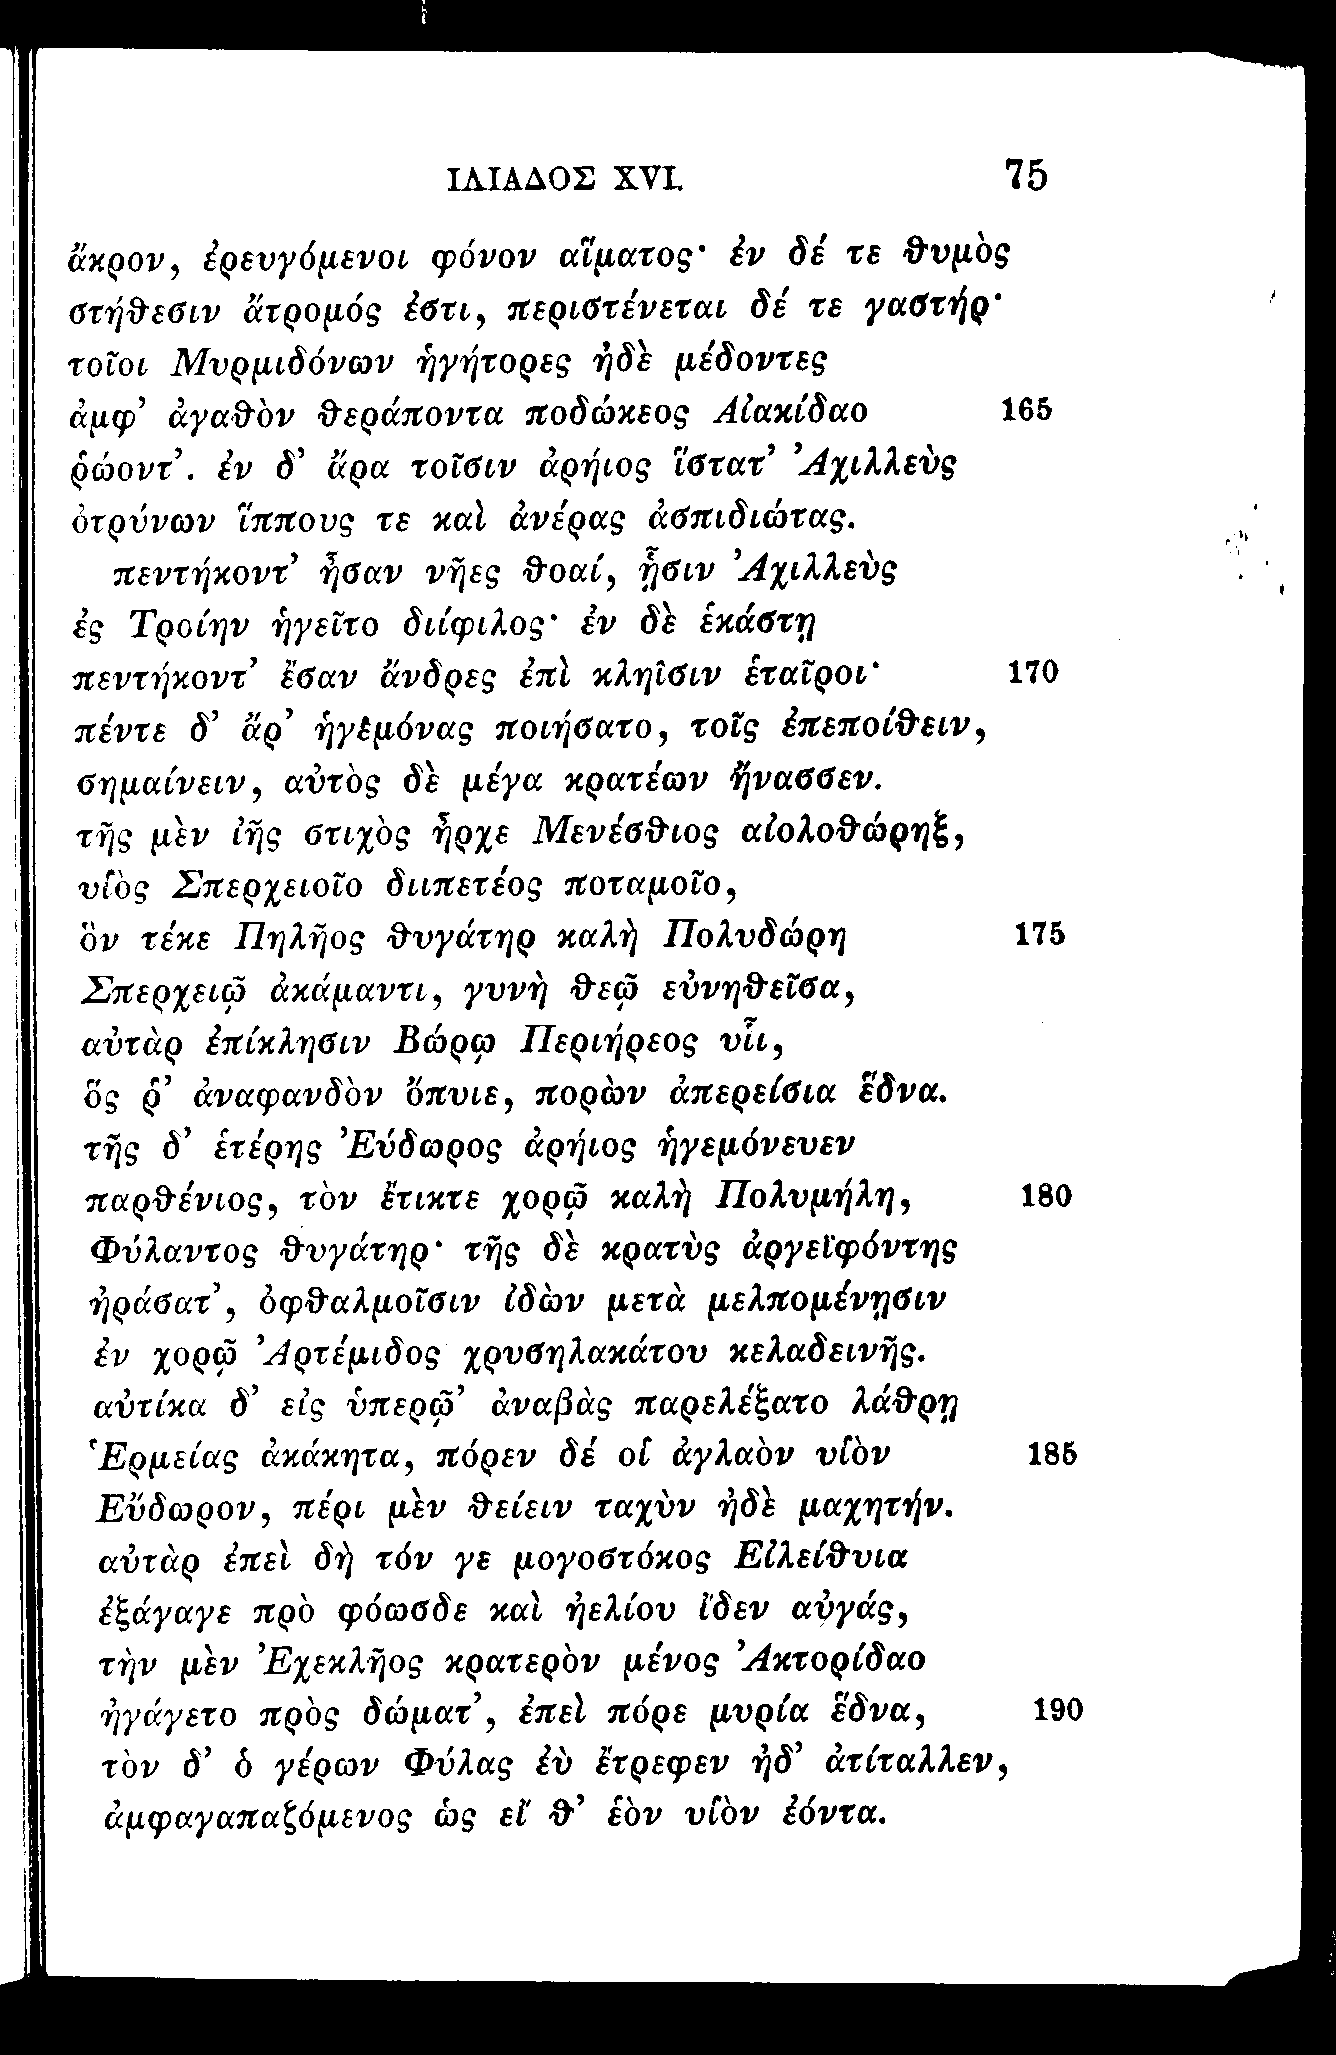 ΙΛΙΑΔΟΣ XVI. 75
ἄκρον, ἐρευγόμενοι φόνον αἵματος· ἐν δέ τε θυμὸς
στήθεσιν ἄτρομός ἐστι, περιστένεται δέ τε γαστήρ·
τοῖοι Μυρμιδόνων ἡγήτορες ἠδὲ μέδοντες
ἀμφ’ ἀγαθὸν θεράποντα ποδώκεος Αἰακίδαο 165
ῥώοντ’. ἐν δ’ ἄρα τοῖσιν ἀρήιος ἵστατ’ Ἀχιλλεὺς
ὀτρύνων ἵππους τε καὶ ἀνέρας ἀσπιδιώτας.
πεντήκοντ’ ἦσαν νῆες θοαί, ᾗσιν Ἀχιλλεὺς
ἐς Τροίην ἡγεῖτο διίφιλος· ἐν δὲ ἑκάστῃ
πεντήκοντ’ ἔσαν ἄνδρες ἐπὶ κληῖσιν ἑταῖροι· 170
πέντε δ’ ἄρ’ ἡγεμόνας ποιήσατο, τοῖς ἐπεποίθειν,
σημαίνειν, αὐτὸς δὲ μέγα κρατέων ἤνασσεν.
τῆς μὲν ἰῆς στιχὸς ἦρχε Μενέσθιος αἰολοθώρηξ,
υἱὸς Σπερχειοῖο διιπετέος ποταμοῖο,
ὃν τέκε Πηλῆος θυγάτηρ καλὴ Πολυδώρη 175
Σπερχειῷ ἀκάμαντι, γυνὴ θεῷ εὐνηθεῖσα,
αὐτὰρ ἐπίκλησιν Βώρῳ Περιήρεος υἷι,
ὅς ῥ’ ἀναφανδὸν ὄπυιε, πορὼν ἀπερείσια ἕδνα.
τῆς δ’ ἑτέρης Ἐύδωρος ἀρήιος ἡγεμόνευεν
παρθένιος, τὸν ἔτικτε χορῷ καλὴ Πολυμήλη, 180
Φύλαντος θυγάτηρ· τῆς δὲ κρατὺς ἀργεϊφόντης
ἠράσατ’, ὀφθαλμοῖσιν ἰδὼν μετὰ μελπομένῃσιν
ἐν χορῷ Ἀρτέμιδος χρυσηλακάτου κελαδεινῆς.
αὐτίκα δ’ εἰς ὑπερῷ’ ἀναβὰς παρελέξατο λάθρῃ
Ἑρμείας ἀκάκητα, πόρεν δέ οἱ ἀγλαὸν υἱὸν 185
Εὔδωρον, πέρι μὲν θείειν ταχὺν ἠδὲ μαχητήν.
αὐτὰρ ἐπεὶ δὴ τόν γε μογοστόκος Εἰλείθυια
ἐξάγαγε πρὸ φόωσδε καὶ ἠελίου ἴδεν αὐγάς,
τὴν μὲν Ἐχεκλῆος κρατερὸν μένος Ἀκτορίδαο
ἠγάγετο πρὸς δώματ’, ἐπεὶ πόρε μυρία ἕδνα, 190
τὸν δ’ ὁ γέρων Φύλας ἐὺ ἔτρεφεν ἠδ’ ἀτίταλλεν,
ἀμφαγαπαζόμενος ὡς εἴ θ’ ἑὸν υἱὸν ἐόντα.